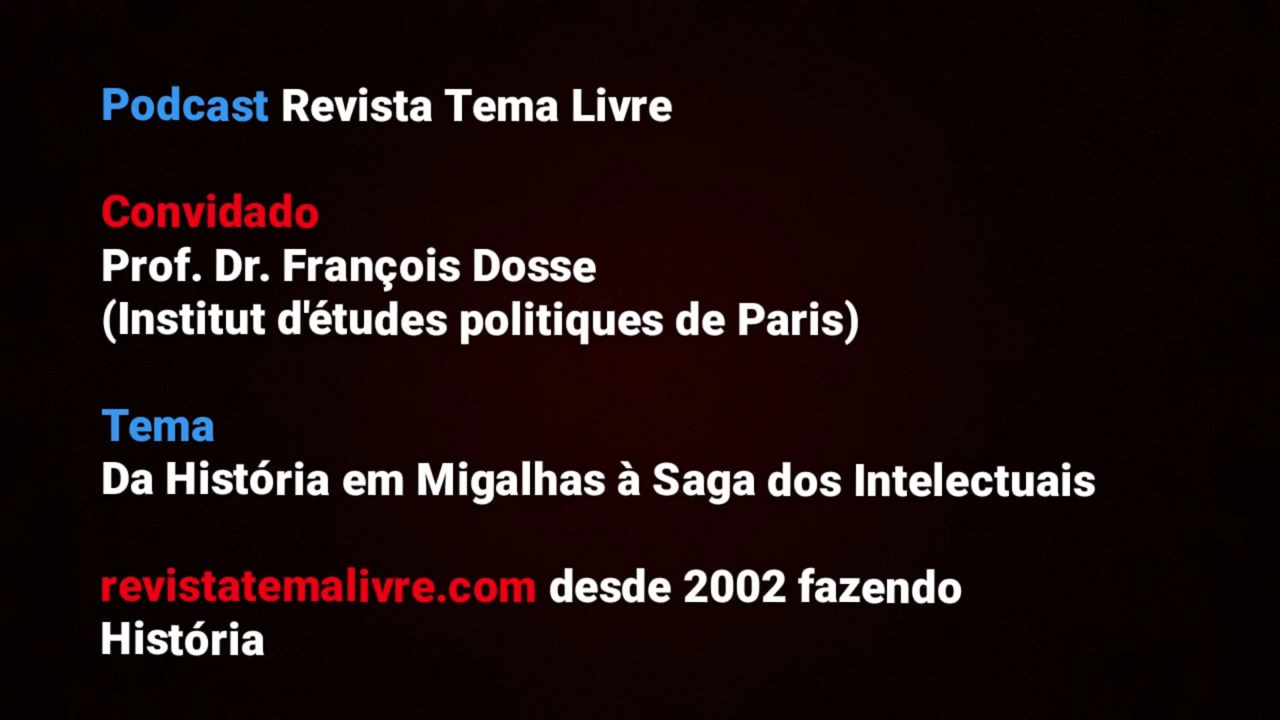 Podcast Revista Tema Livre
Convidado
Prof. Dr. François Dosse
(Institut d'études politiques de Paris)
Tema
Da História em Migalhas à Saga dos Intelectuais
revistatemalivre.com desde 2002 fazendo
História